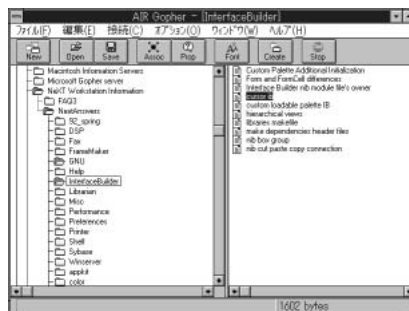 AIR Gopher - [InterfaceBuilder]
ファイル(F) 編集(E) 接続(C) オプション(O) ウィンドウ(W) ヘルプ(H)
New Open Save Assoc Prop Font Create Stop
Macintosh Information Servers
Microsoft Gopher server
NeXT Workstation Information
FAQ3
NextAnswers
92_spring
DSP
Fax
FrameMaker
GNU
Help
InterfaceBuilder
Librarian
Misc
Performance
Preferences
Printer
Shell
Sybase
Winserver
appkit
color
Custom Palette Additional Initialization
Form and FormCell differences
Interface Builder nib module file's owner
custom loadable palette IB
hierarchical views
libraries makefile
make dependencies header files
nib box group
nib cut paste copy connection
1602 bytes